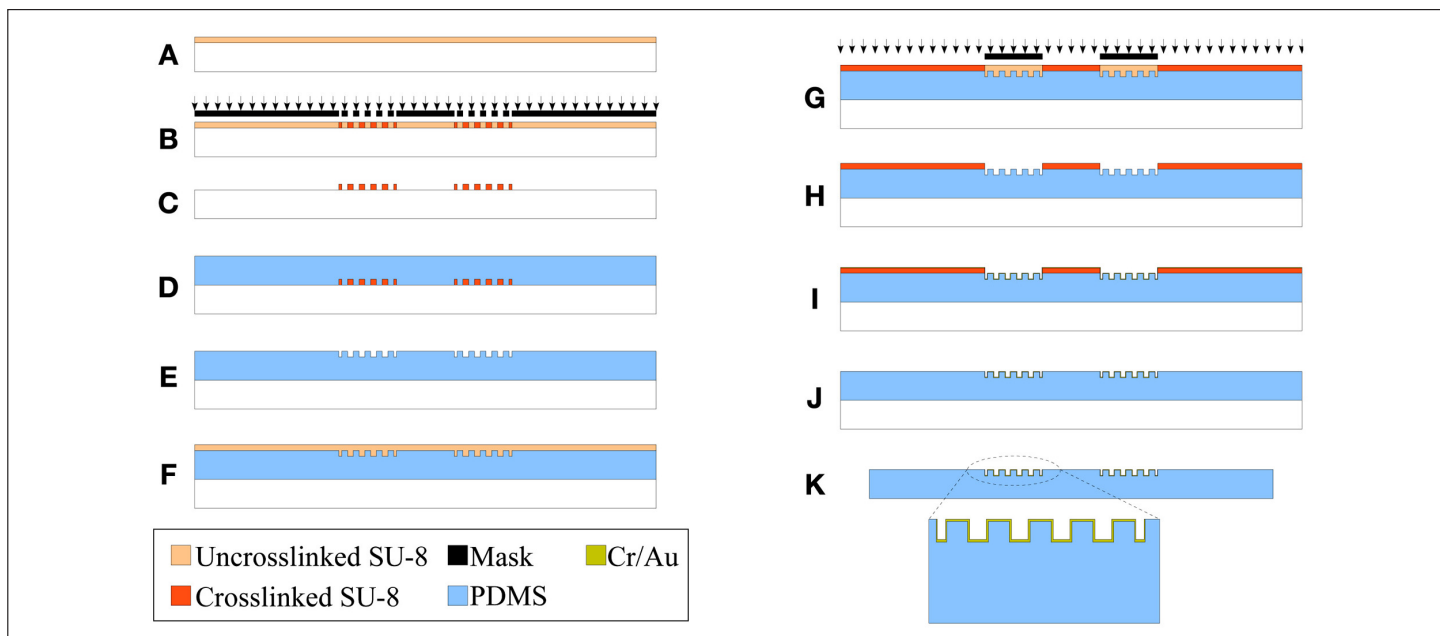 A
B
C
D
E
F
G
H
I
J
K
Uncrosslinked SU-8
Mask
Cr/Au
Crosslinked SU-8
PDMS